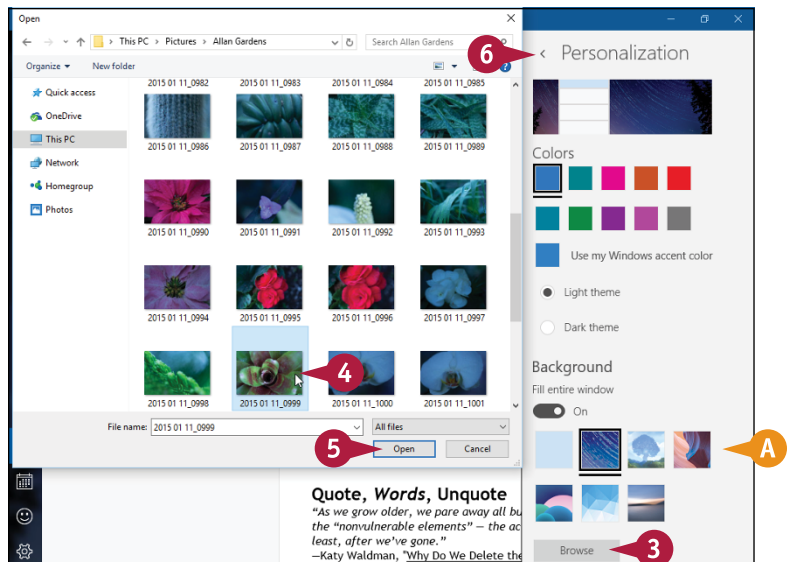 Open
This PC > Pictures > Allan Gardens
Search Allan Gardens
Organize
New folder
Quick access
OneDrive
This PC
Network
Homegroup
Photos
2015 01 11_0982 2015 01 11_0983 2015 01 11_0984 2015 01 11_0985
2015 01 11_0986 2015 01 11_0987 2015 01 11_0988 2015 01 11_0989
2015 01 11_0990 2015 01 11_0991 2015 01 11_0992 2015 01 11_0993
2015 01 11_0994 2015 01 11_0995 2015 01 11_0996 2015 01 11_0997
2015 01 11_0998 2015 01 11_0999 2015 01 11_1000 2015 01 11_1001
4
File name: 2015 01 11_0999 All files
5 Open Cancel
Quote, Words, Unquote
"As we grow older, we pare away all bu
the "nonvulnerable elements" — the ac
least, after we've gone."
—Katy Waldman, "Why Do We Delete the
6 Personalization
Colors
Use my Windows accent color
Light theme
Dark theme
Background
Fill entire window
On
A
Browse 3